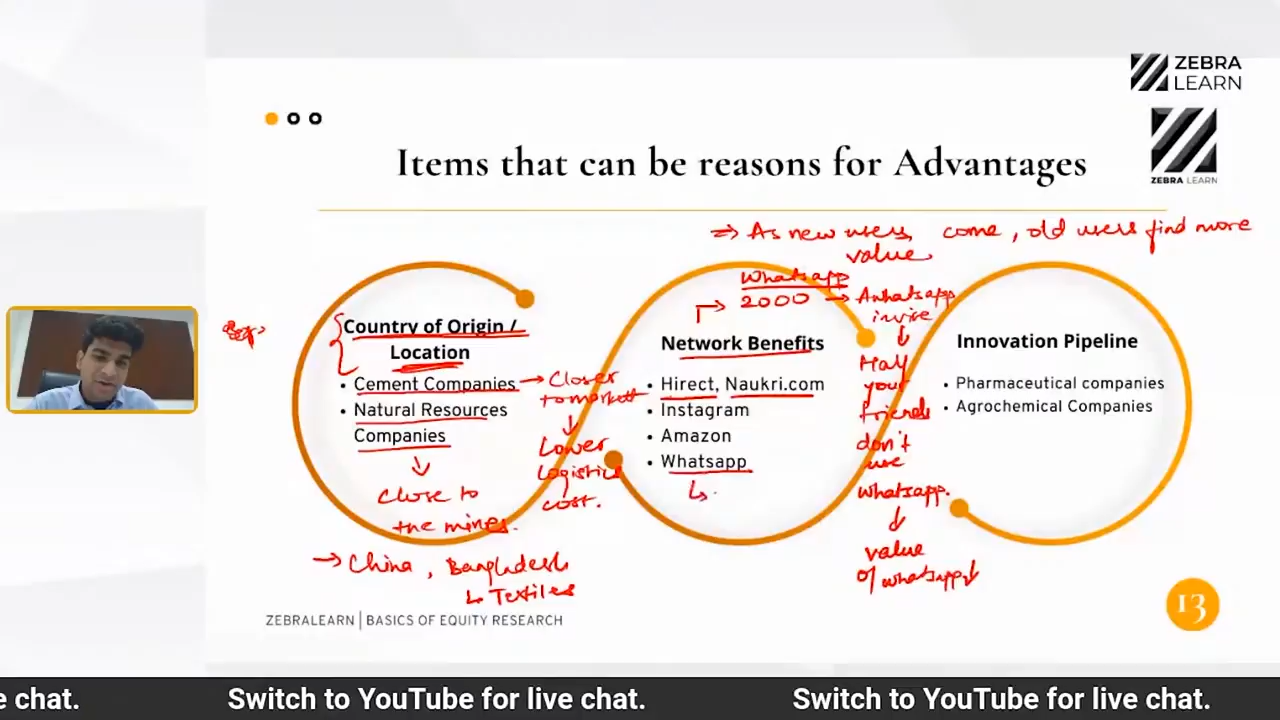 ZEBRA
LEARN
ZEBRA LEARN
Items that can be reasons for Advantages
⇒ As new users come, old users find more
value
Country of Origin /
Location
• Cement Companies → Closer
to market
↓
Lower
logistics
cost.
• Natural Resources
Companies
↓
Close to
the mines.
→ China, Bangladesh
↳ Textiles
Whatsapp
2000 →
Network Benefits
• Hirect, Naukri.com
• Instagram
• Amazon
• Whatsapp
↳
whatsapp
invite
↓
Half
your
friends
don't
use
whatsapp.
↓
value
of whatsapp↓
Innovation Pipeline
• Pharmaceutical companies
• Agrochemical Companies
ZEBRALEARN | BASICS OF EQUITY RESEARCH
13
e chat. Switch to YouTube for live chat. Switch to YouTube for live chat.